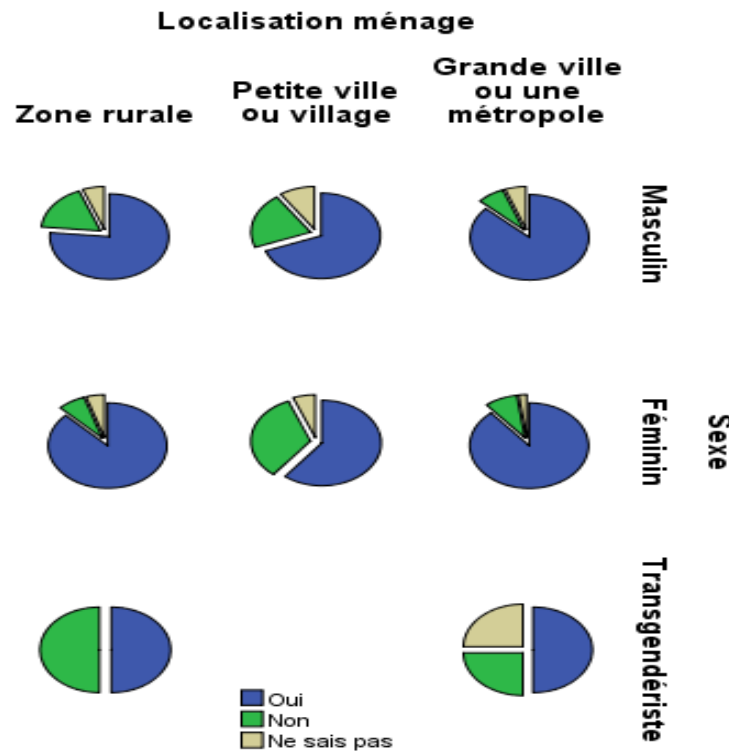 Localisation ménage
Zone rurale
Petite ville
ou village
Grande ville
ou une
métropole
Masculin
Féminin
Transgendériste
Sexe
Oui
Non
Ne sais pas